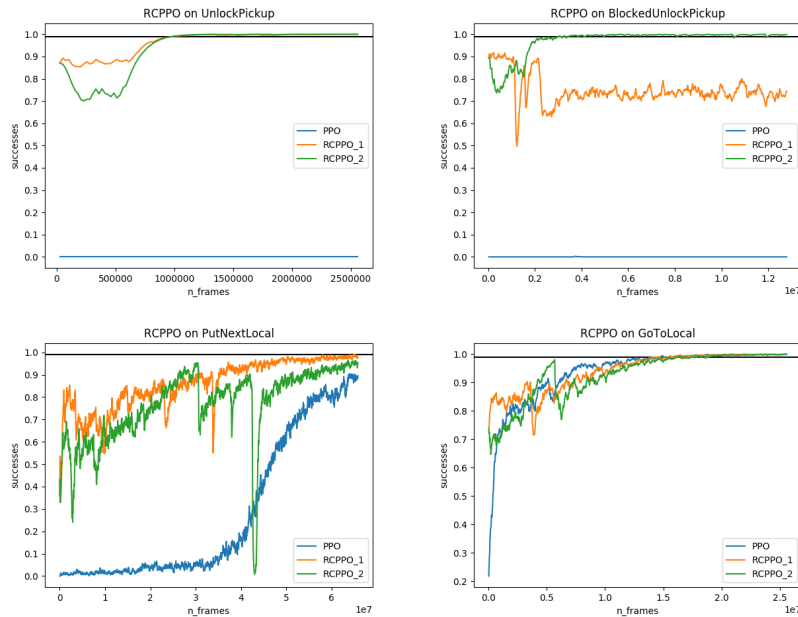 RCPPO on UnlockPickup
1.0
0.9
0.8
0.7
0.6
0.5
0.4
0.3
0.2
0.1
0.0
successes
PPO
RCPPO_1
RCPPO_2
0 500000 1000000 1500000 2000000 2500000
n_frames
RCPPO on BlockedUnlockPickup
1.0
0.9
0.8
0.7
0.6
0.5
0.4
0.3
0.2
0.1
0.0
successes
PPO
RCPPO_1
RCPPO_2
0.0 0.2 0.4 0.6 0.8 1.0 1.2
1e7
n_frames
RCPPO on PutNextLocal
1.0
0.9
0.8
0.7
0.6
0.5
0.4
0.3
0.2
0.1
0.0
successes
PPO
RCPPO_1
RCPPO_2
0 1 2 3 4 5 6
1e7
n_frames
RCPPO on GoToLocal
1.0
0.9
0.8
0.7
0.6
0.5
0.4
0.3
0.2
successes
PPO
RCPPO_1
RCPPO_2
0.0 0.5 1.0 1.5 2.0 2.5
1e7
n_frames